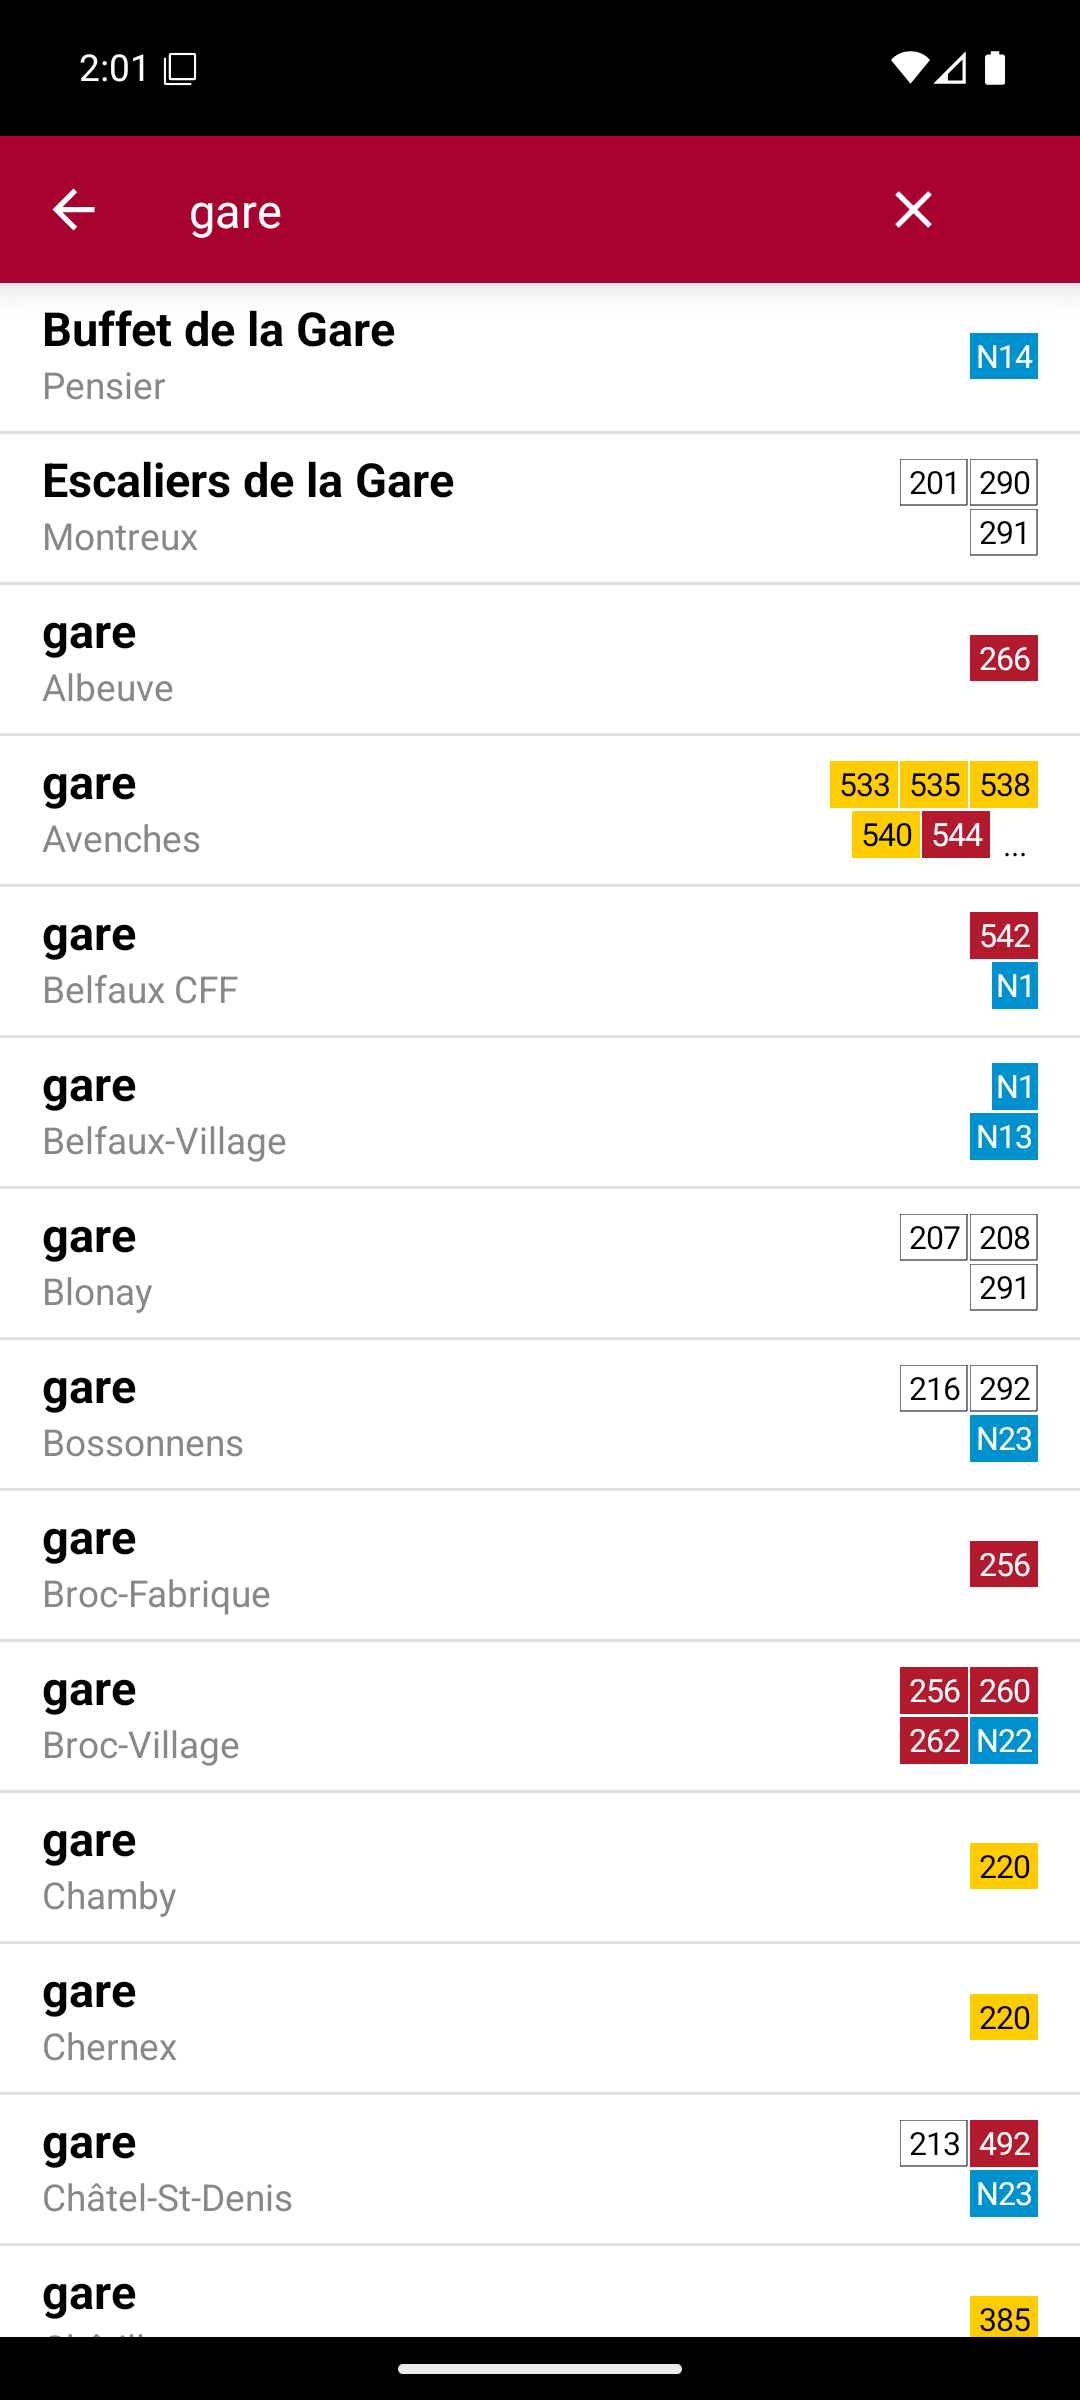 2:01
gare
Buffet de la Gare
Pensier
N14
Escaliers de la Gare
Montreux
201 290
291
gare
Albeuve
266
gare
Avenches
533 535 538
540 544 ...
gare
Belfaux CFF
542
N1
gare
Belfaux-Village
N1
N13
gare
Blonay
207 208
291
gare
Bossonnens
216 292
N23
gare
Broc-Fabrique
256
gare
Broc-Village
256 260
262 N22
gare
Chamby
220
gare
Chernex
220
gare
Châtel-St-Denis
213 492
N23
gare
385